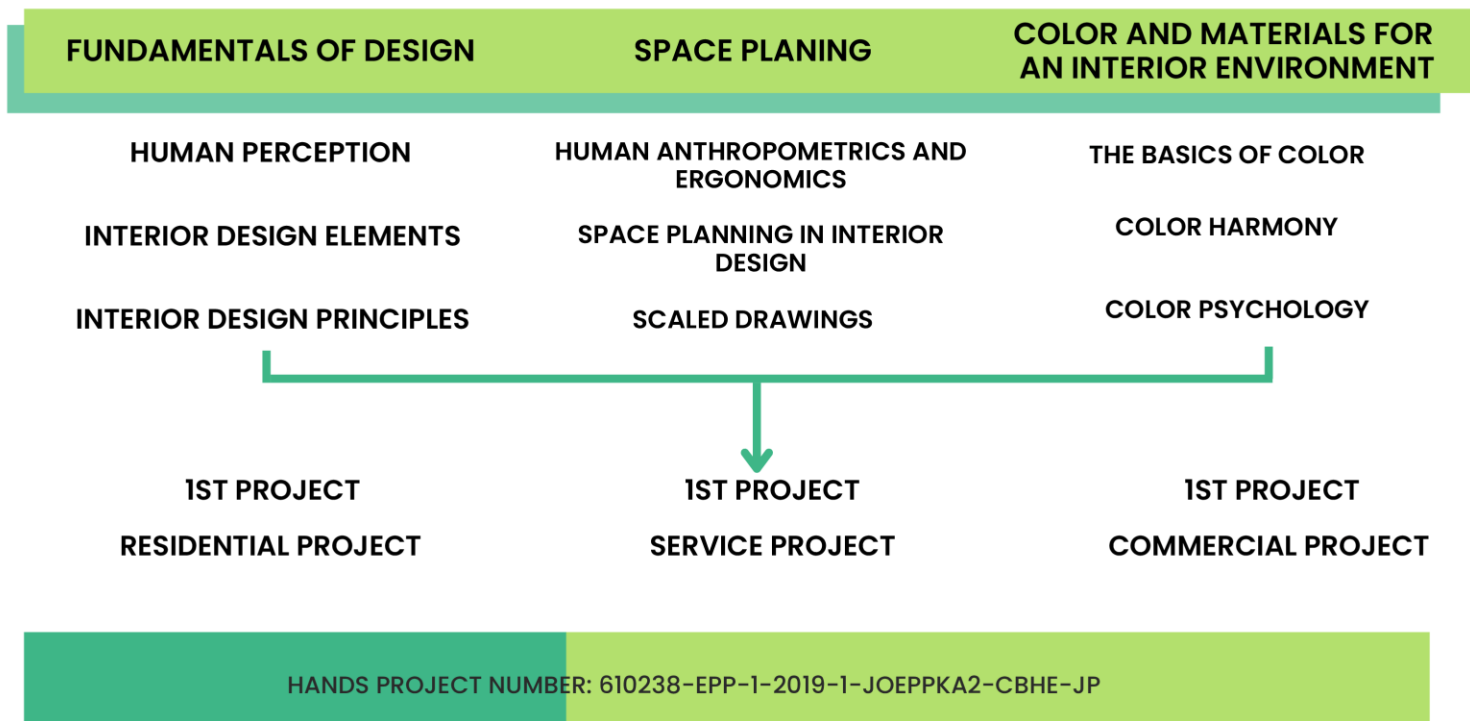 FUNDAMENTALS OF DESIGN
SPACE PLANING
COLOR AND MATERIALS FOR
AN INTERIOR ENVIRONMENT
HUMAN PERCEPTION
HUMAN ANTHROPOMETRICS AND
ERGONOMICS
THE BASICS OF COLOR
INTERIOR DESIGN ELEMENTS
SPACE PLANNING IN INTERIOR
DESIGN
COLOR HARMONY
INTERIOR DESIGN PRINCIPLES
SCALED DRAWINGS
COLOR PSYCHOLOGY
1ST PROJECT
1ST PROJECT
1ST PROJECT
RESIDENTIAL PROJECT
SERVICE PROJECT
COMMERCIAL PROJECT
HANDS PROJECT NUMBER: 610238-EPP-1-2019-1-JOEPPKA2-CBHE-JP